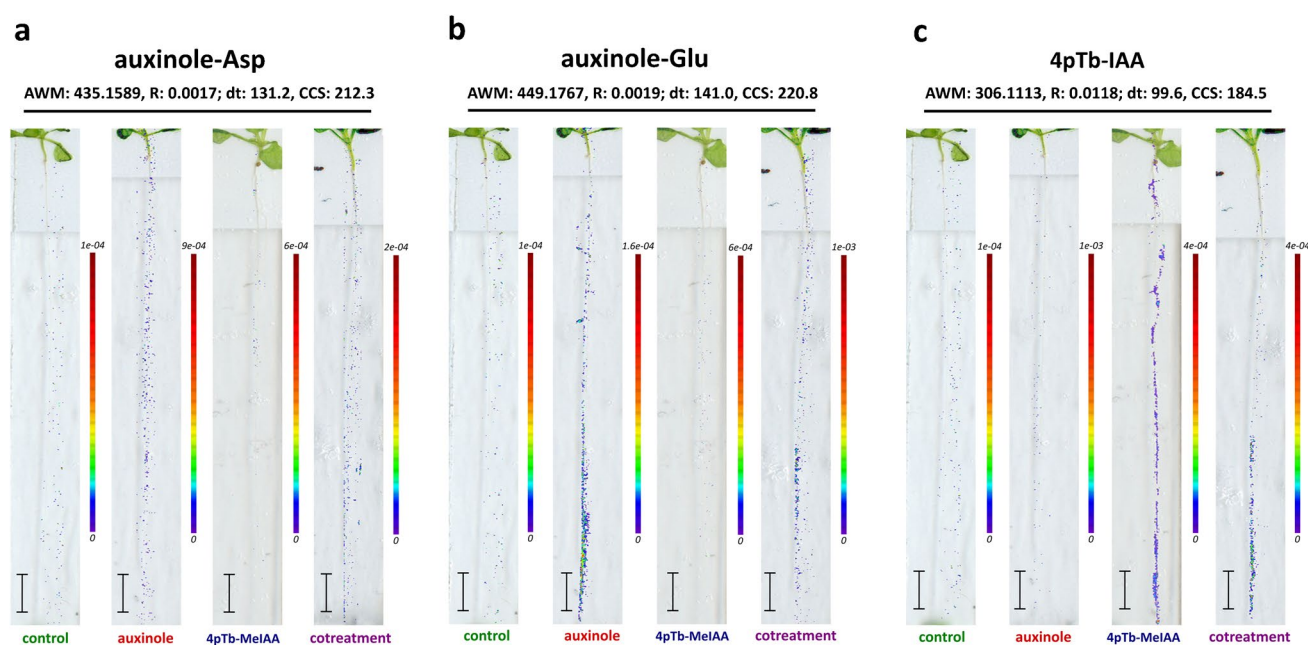 a
auxinole-Asp
AWM: 435.1589, R: 0.0017; dt: 131.2, CCS: 212.3
1e-04
9e-04
6e-04
2e-04
0
0
0
0
control
auxinole
4pTb-MeIAA
cotreatment
b
auxinole-Glu
AWM: 449.1767, R: 0.0019; dt: 141.0, CCS: 220.8
1e-04
1.6e-04
6e-04
1e-03
0
0
0
0
control
auxinole
4pTb-MeIAA
cotreatment
c
4pTb-IAA
AWM: 306.1113, R: 0.0118; dt: 99.6, CCS: 184.5
1e-04
1e-03
4e-04
4e-04
0
0
0
0
control
auxinole
4pTb-MeIAA
cotreatment